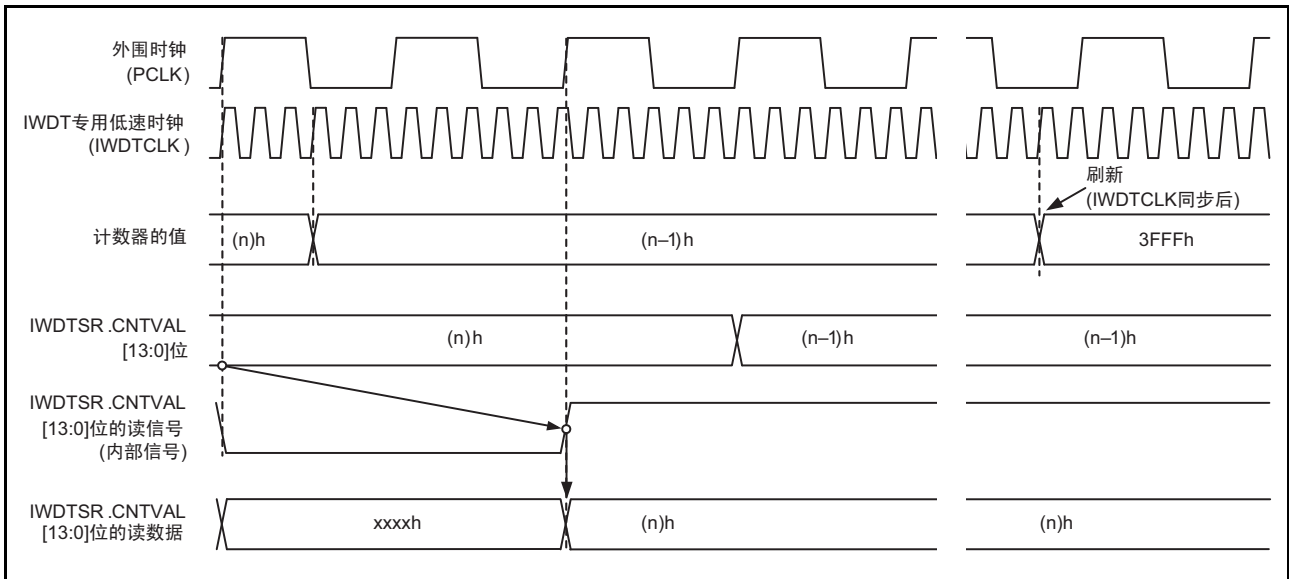 外围时钟
(PCLK)
IWDT专用低速时钟
(IWDTCLK)
刷新
(IWDTCLK同步后)
计数器的值
(n)h
(n–1)h
3FFFh
IWDTSR.CNTVAL
[13:0]位
(n)h
(n–1)h
(n–1)h
IWDTSR.CNTVAL
[13:0]位的读信号
(内部信号)
IWDTSR.CNTVAL
[13:0]位的读数据
xxxxh
(n)h
(n)h